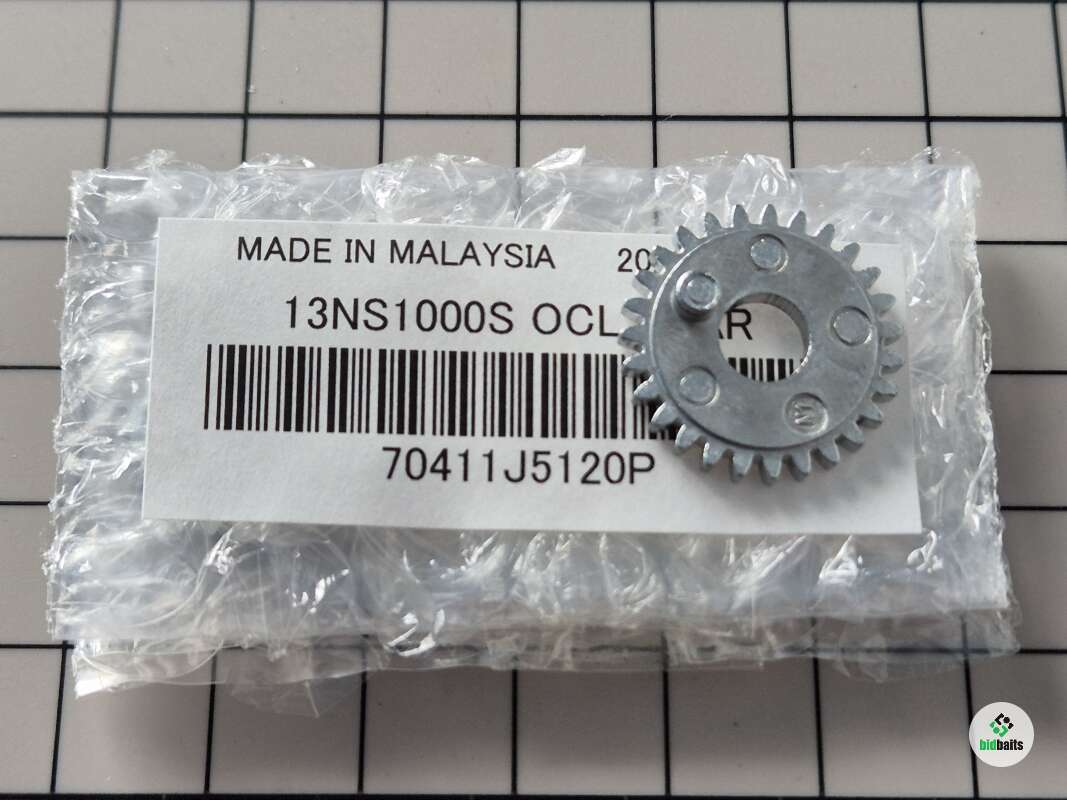 MADE IN MALAYSIA 20
13NS1000S OCL AR
70411J5120P
bidbaits